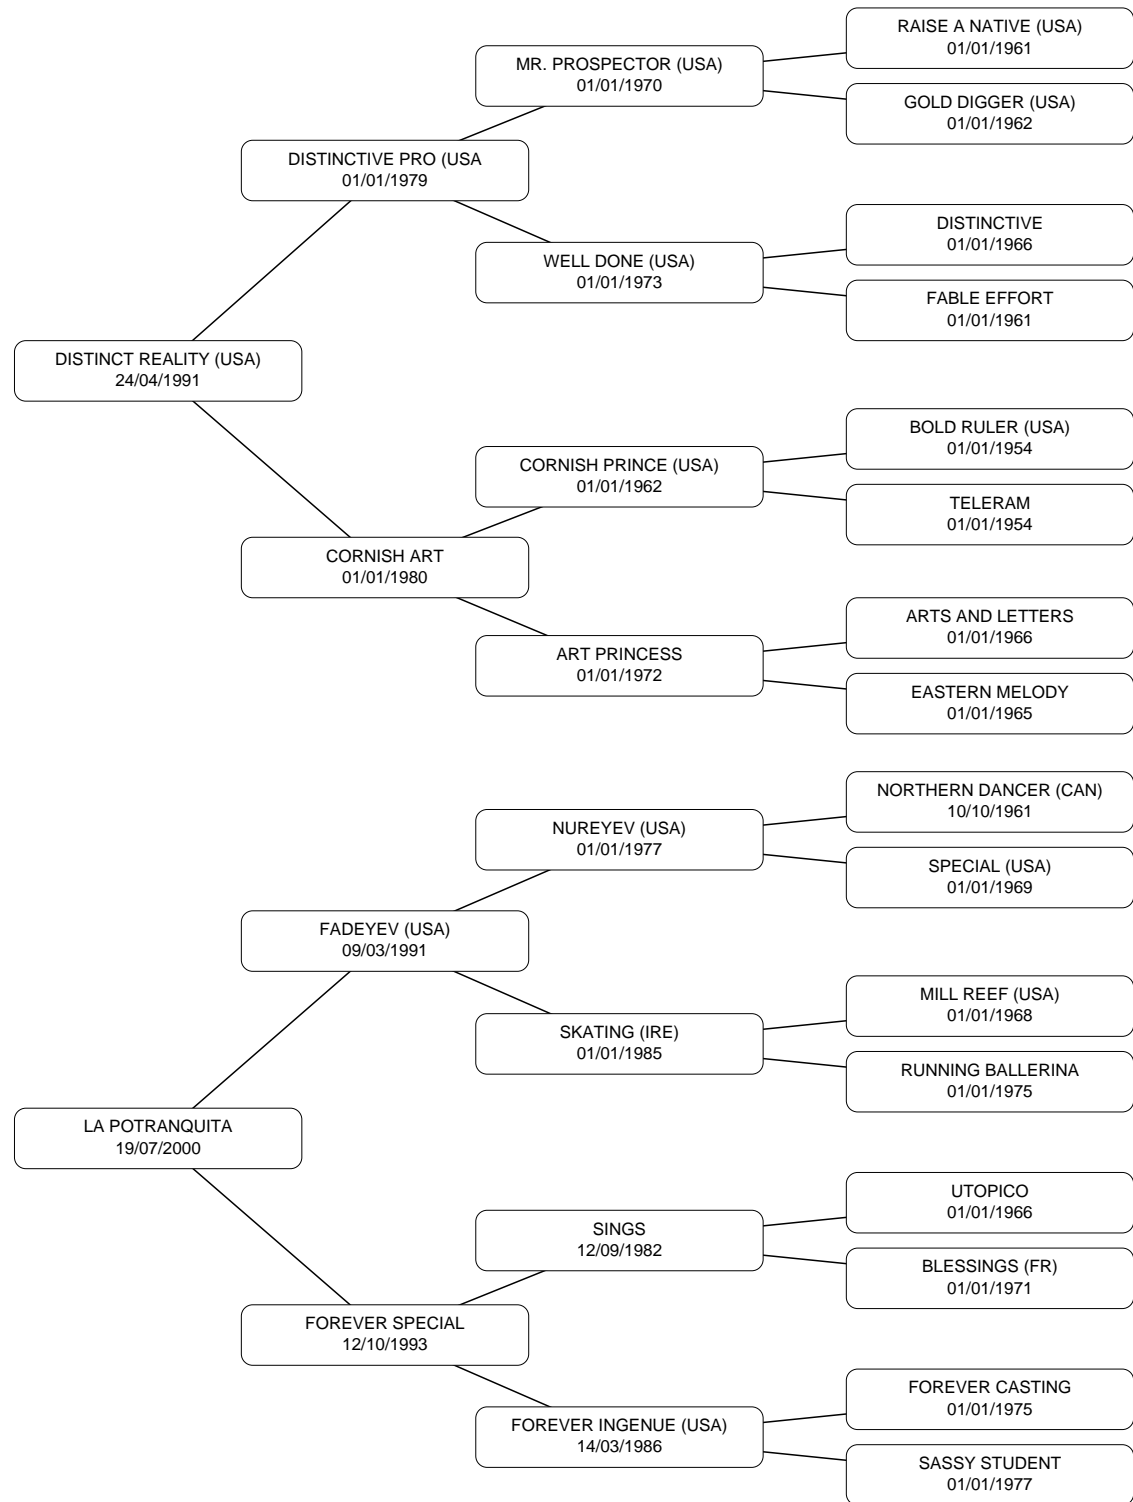 RAISE A NATIVE (USA)
01/01/1961
MR. PROSPECTOR (USA)
01/01/1970
GOLD DIGGER (USA)
01/01/1962
DISTINCTIVE PRO (USA
01/01/1979
DISTINCTIVE
01/01/1966
WELL DONE (USA)
01/01/1973
FABLE EFFORT
01/01/1961
DISTINCT REALITY (USA)
24/04/1991
BOLD RULER (USA)
01/01/1954
CORNISH PRINCE (USA)
01/01/1962
TELERAM
01/01/1954
CORNISH ART
01/01/1980
ARTS AND LETTERS
01/01/1966
ART PRINCESS
01/01/1972
EASTERN MELODY
01/01/1965
NORTHERN DANCER (CAN)
10/10/1961
NUREYEV (USA)
01/01/1977
SPECIAL (USA)
01/01/1969
FADEYEV (USA)
09/03/1991
MILL REEF (USA)
01/01/1968
SKATING (IRE)
01/01/1985
RUNNING BALLERINA
01/01/1975
LA POTRANQUITA
19/07/2000
UTOPICO
01/01/1966
SINGS
12/09/1982
BLESSINGS (FR)
01/01/1971
FOREVER SPECIAL
12/10/1993
FOREVER CASTING
01/01/1975
FOREVER INGENUE (USA)
14/03/1986
SASSY STUDENT
01/01/1977